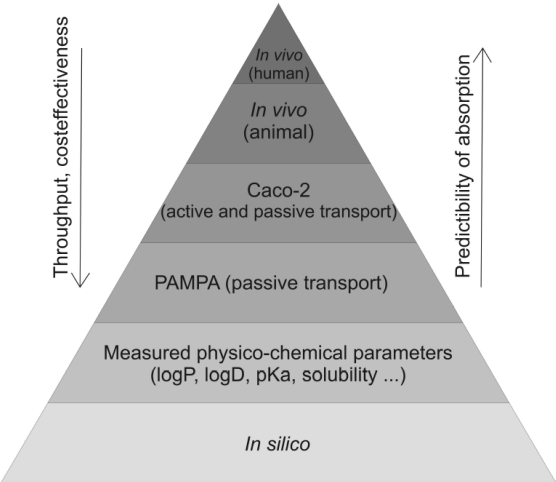 In vivo
(human)
In vivo
(animal)
Caco-2
(active and passive transport)
PAMPA (passive transport)
Measured physico-chemical parameters
(logP, logD, pKa, solubility ...)
In silico
Throughput, costeffectiveness
Predictibility of absorption